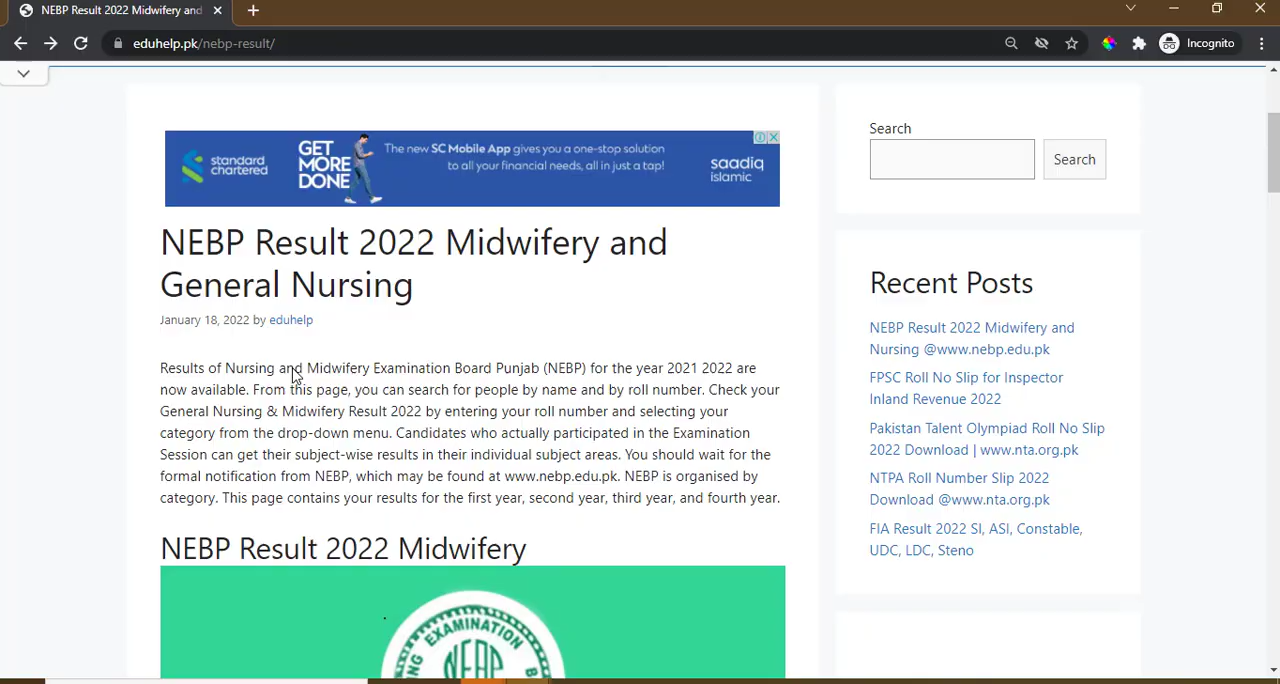 NEBP Result 2022 Midwifery and
eduhelp.pk/nebp-result/
Incognito
standard
chartered
GET
MORE
DONE
The new SC Mobile App gives you a one-stop solution
to all your financial needs, all in just a tap!
saadiq
islamic
NEBP Result 2022 Midwifery and
General Nursing
January 18, 2022 by eduhelp
Results of Nursing and Midwifery Examination Board Punjab (NEBP) for the year 2021 2022 are
now available. From this page, you can search for people by name and by roll number. Check your
General Nursing & Midwifery Result 2022 by entering your roll number and selecting your
category from the drop-down menu. Candidates who actually participated in the Examination
Session can get their subject-wise results in their individual subject areas. You should wait for the
formal notification from NEBP, which may be found at www.nebp.edu.pk. NEBP is organised by
category. This page contains your results for the first year, second year, third year, and fourth year.
NEBP Result 2022 Midwifery
EXAMINATION
NEBP
Search
Search
Recent Posts
NEBP Result 2022 Midwifery and
Nursing @www.nebp.edu.pk
FPSC Roll No Slip for Inspector
Inland Revenue 2022
Pakistan Talent Olympiad Roll No Slip
2022 Download | www.nta.org.pk
NTPA Roll Number Slip 2022
Download @www.nta.org.pk
FIA Result 2022 SI, ASI, Constable,
UDC, LDC, Steno